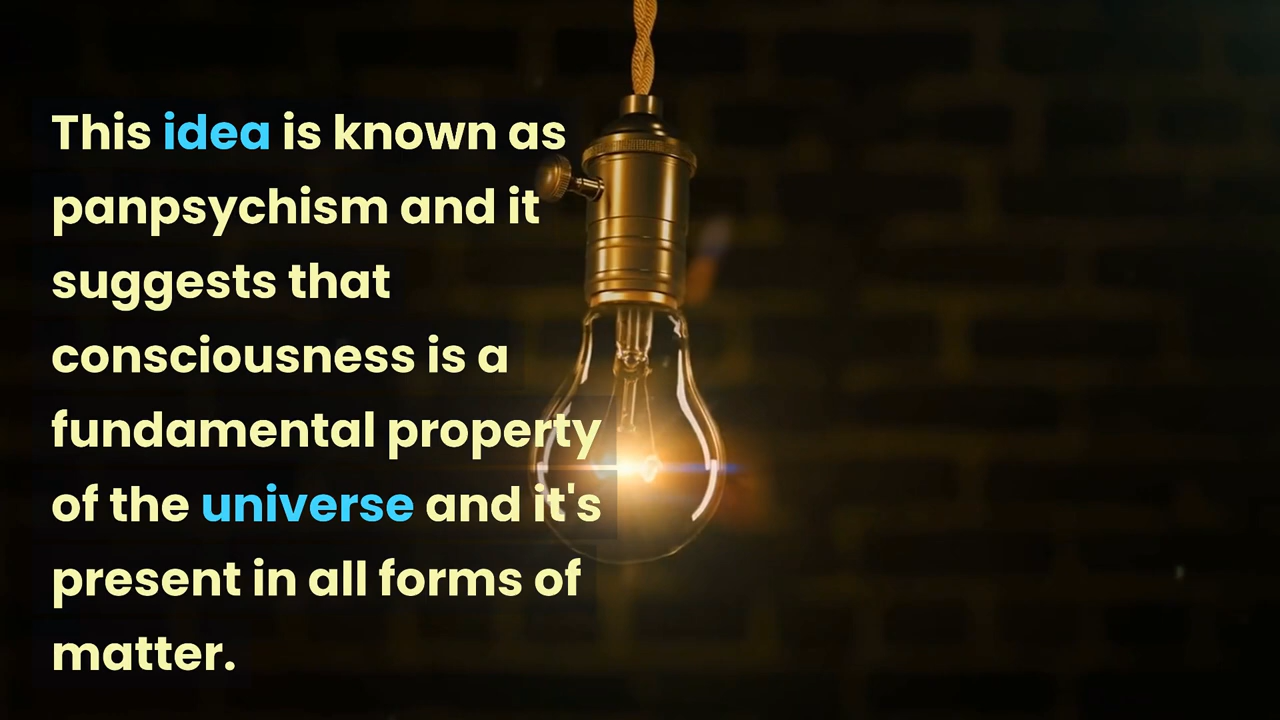 This idea is known as
panpsychism and it
suggests that
consciousness is a
fundamental property
of the universe and it's
present in all forms of
matter.